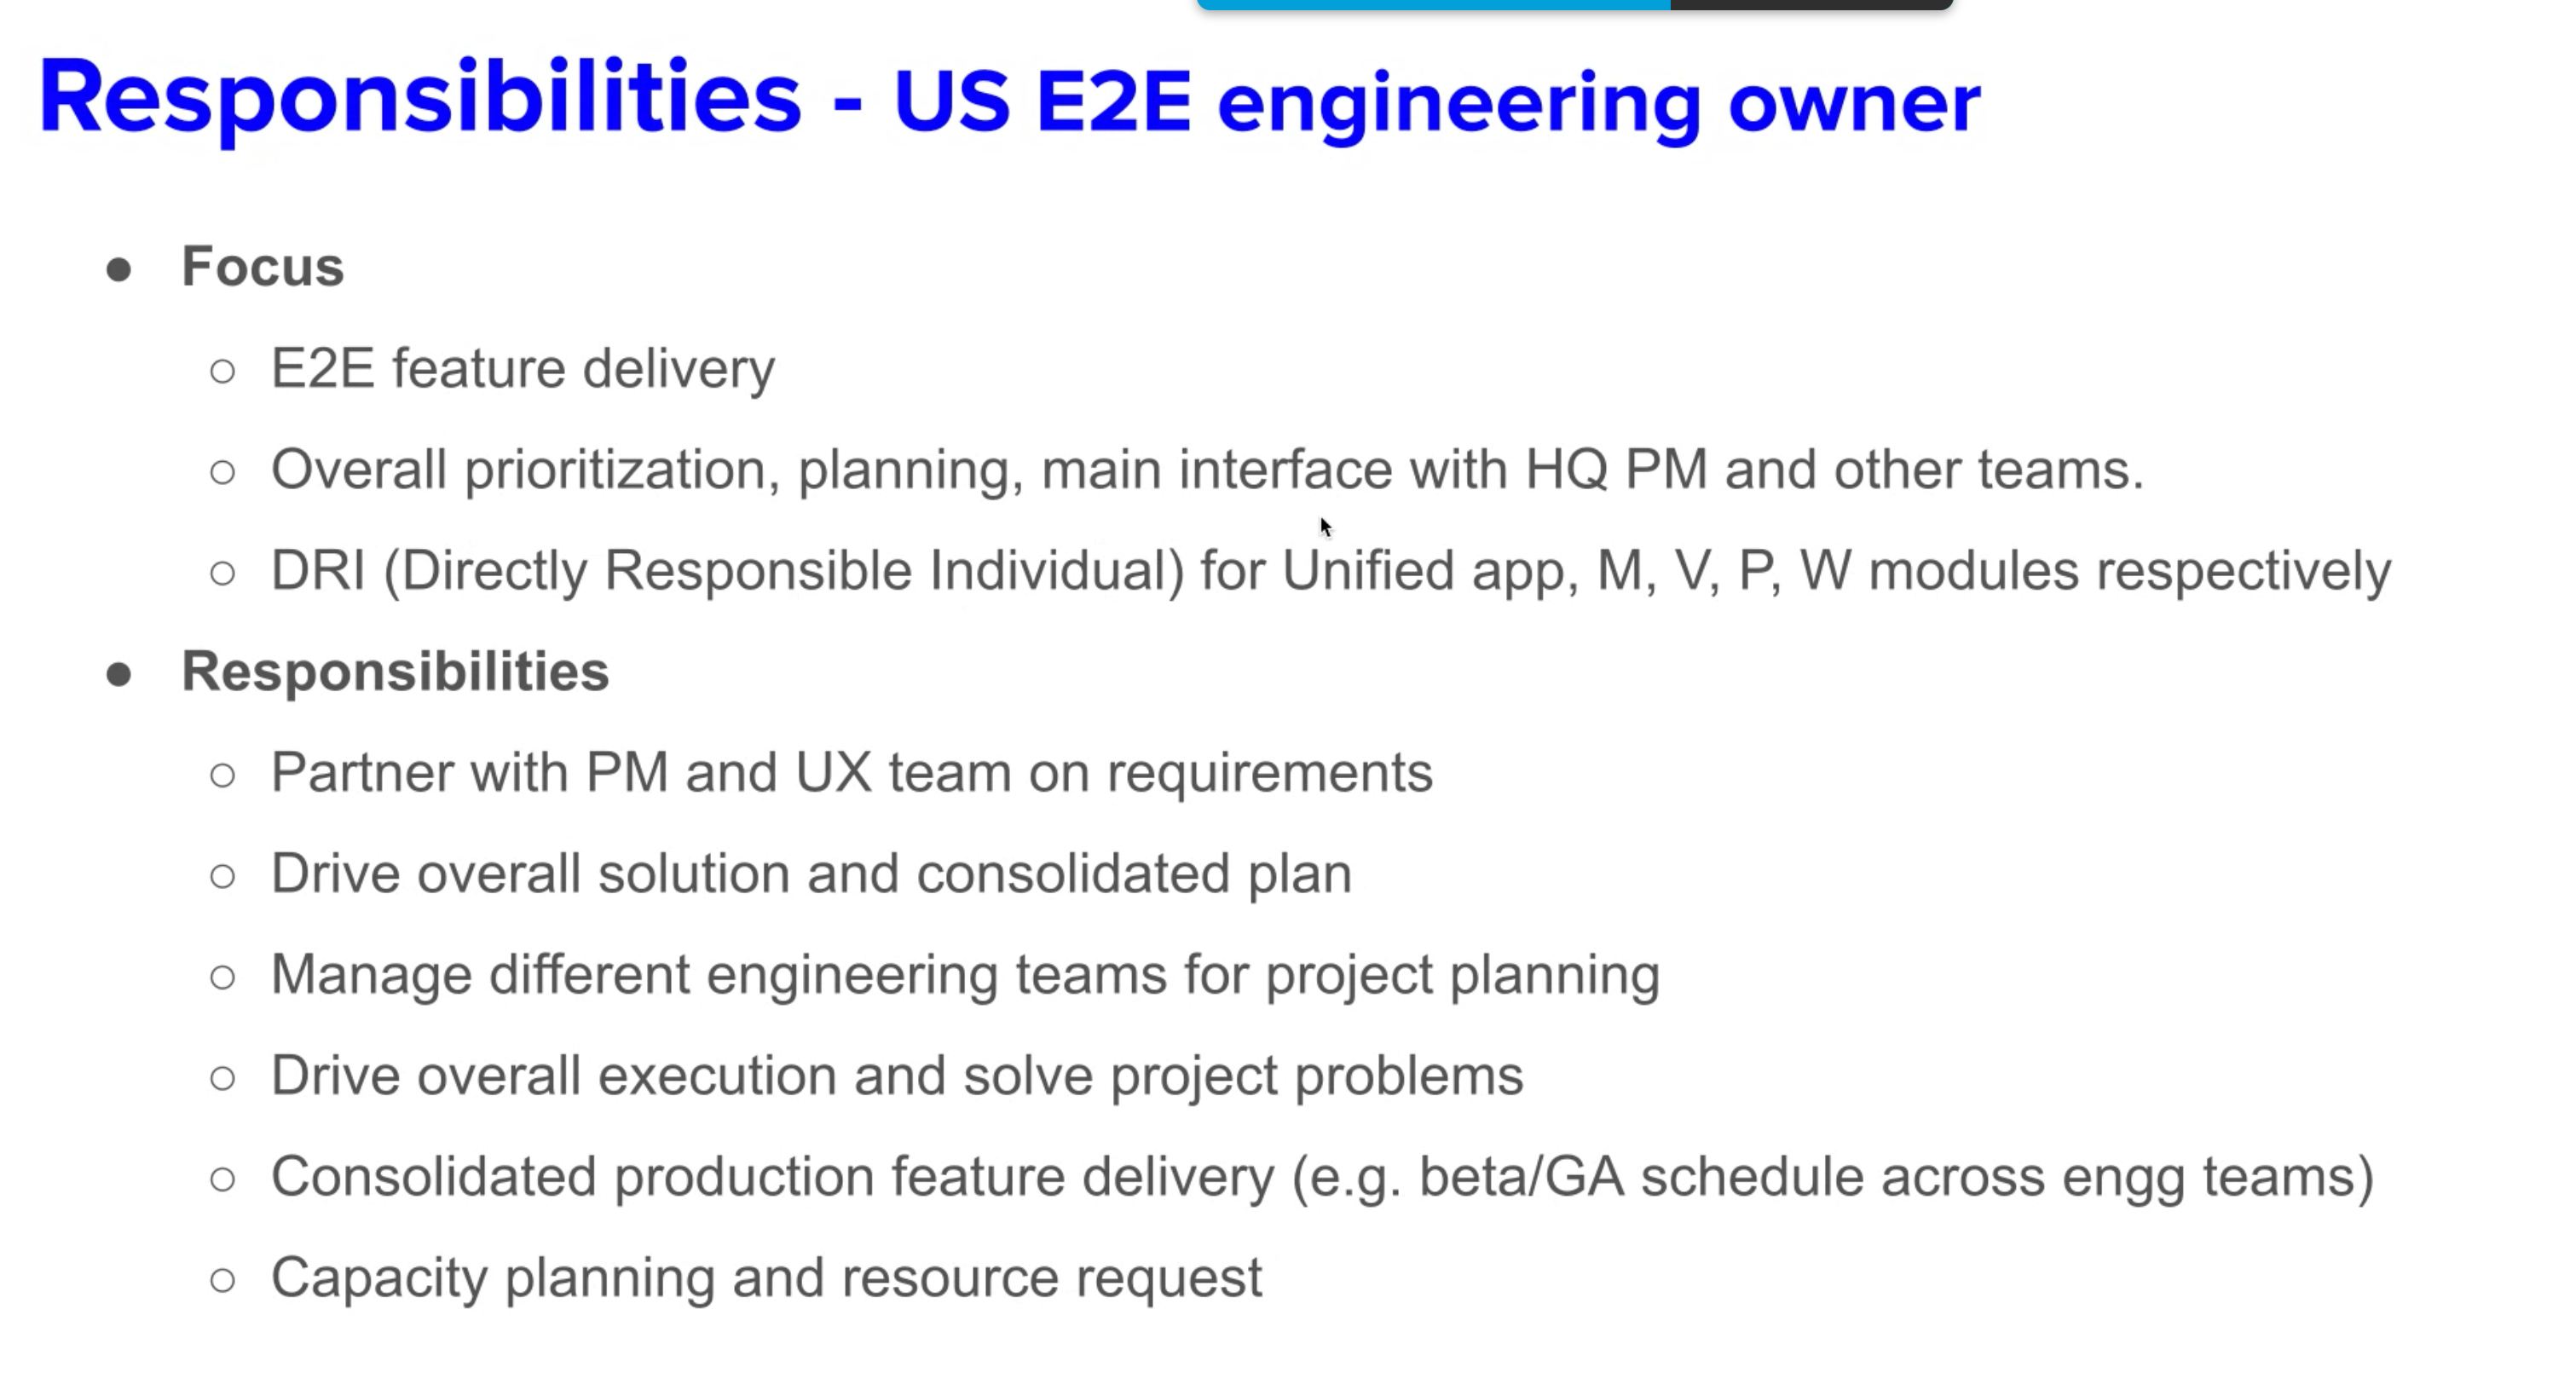 Responsibilities - US E2E engineering owner
● Focus
○ E2E feature delivery
○ Overall prioritization, planning, main interface with HQ PM and other teams.
○ DRI (Directly Responsible Individual) for Unified app, M, V, P, W modules respectively
● Responsibilities
○ Partner with PM and UX team on requirements
○ Drive overall solution and consolidated plan
○ Manage different engineering teams for project planning
○ Drive overall execution and solve project problems
○ Consolidated production feature delivery (e.g. beta/GA schedule across engg teams)
○ Capacity planning and resource request